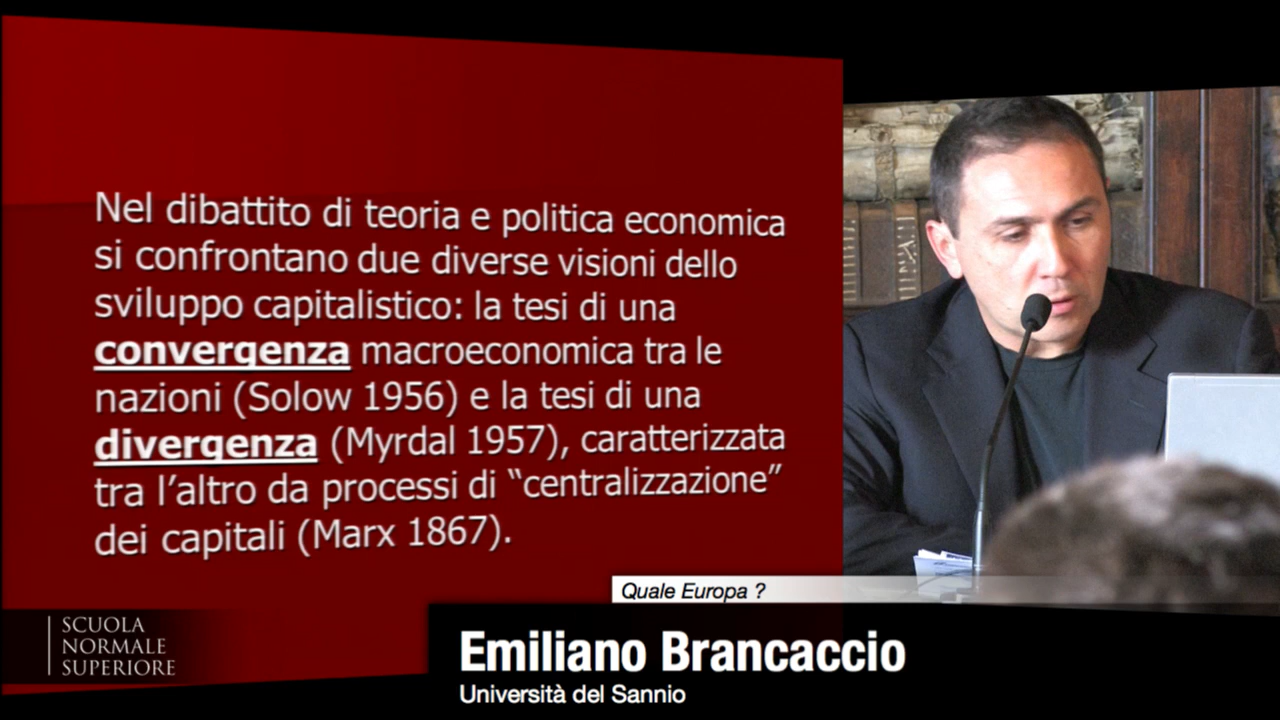 Nel dibattito di teoria e politica economica
si confrontano due diverse visioni dello
sviluppo capitalistico: la tesi di una
convergenza macroeconomica tra le
nazioni (Solow 1956) e la tesi di una
divergenza (Myrdal 1957), caratterizzata
tra l'altro da processi di “centralizzazione”
dei capitali (Marx 1867).
Quale Europa ?
SCUOLA
NORMALE
SUPERIORE
Emiliano Brancaccio
Università del Sannio